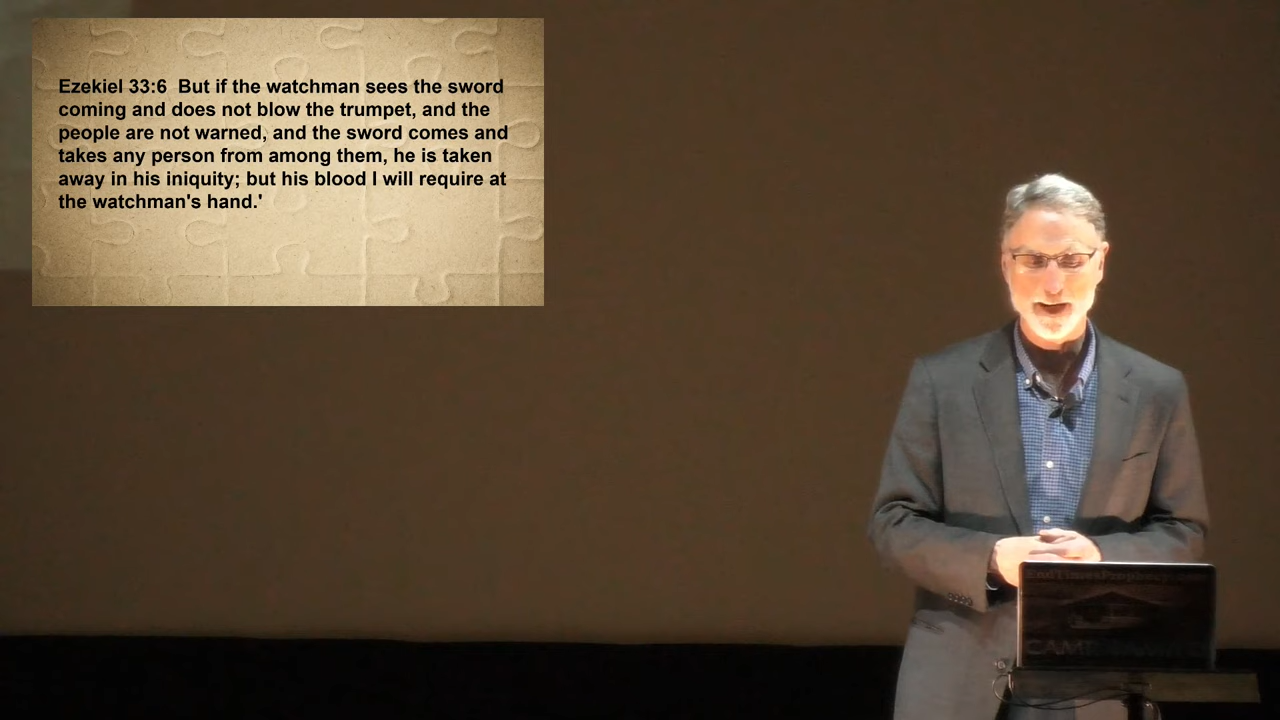 Ezekiel 33:6  But if the watchman sees the sword
coming and does not blow the trumpet, and the
people are not warned, and the sword comes and
takes any person from among them, he is taken
away in his iniquity; but his blood I will require at
the watchman's hand.'